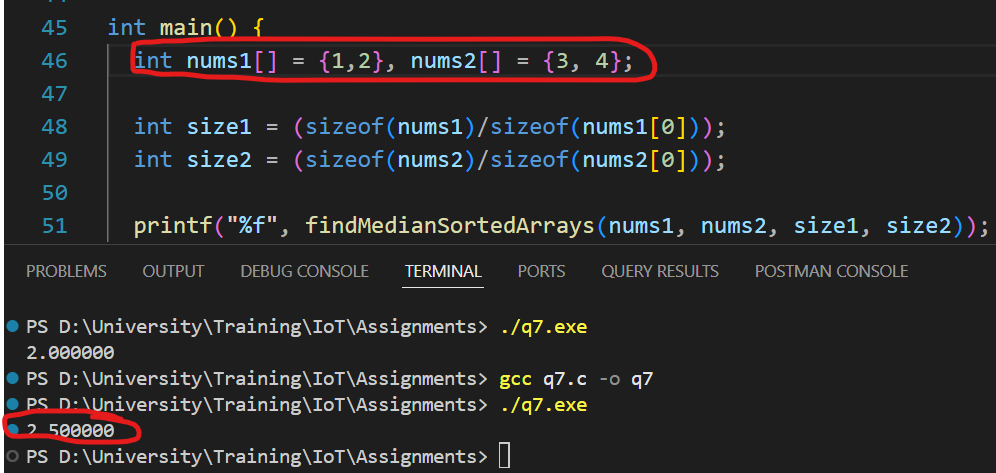 45 int main() {
46 int nums1[] = {1,2}, nums2[] = {3, 4};
47
48 int size1 = (sizeof(nums1)/sizeof(nums1[0]));
49 int size2 = (sizeof(nums2)/sizeof(nums2[0]));
50
51 printf("%f", findMedianSortedArrays(nums1, nums2, size1, size2));
PROBLEMS OUTPUT DEBUG CONSOLE TERMINAL PORTS QUERY RESULTS POSTMAN CONSOLE
PS D:\University\Training\IoT\Assignments> ./q7.exe
2.000000
PS D:\University\Training\IoT\Assignments> gcc q7.c -o q7
PS D:\University\Training\IoT\Assignments> ./q7.exe
2.500000
PS D:\University\Training\IoT\Assignments>